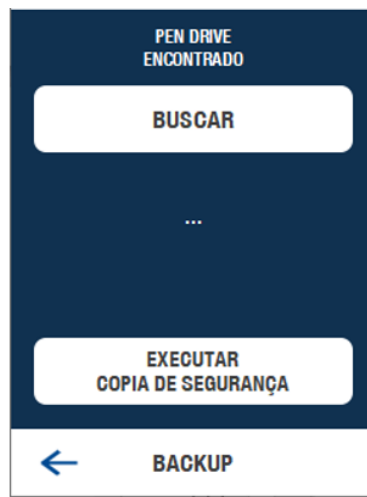 PEN DRIVE
ENCONTRADO
BUSCAR
...
EXECUTAR
COPIA DE SEGURANÇA
BACKUP